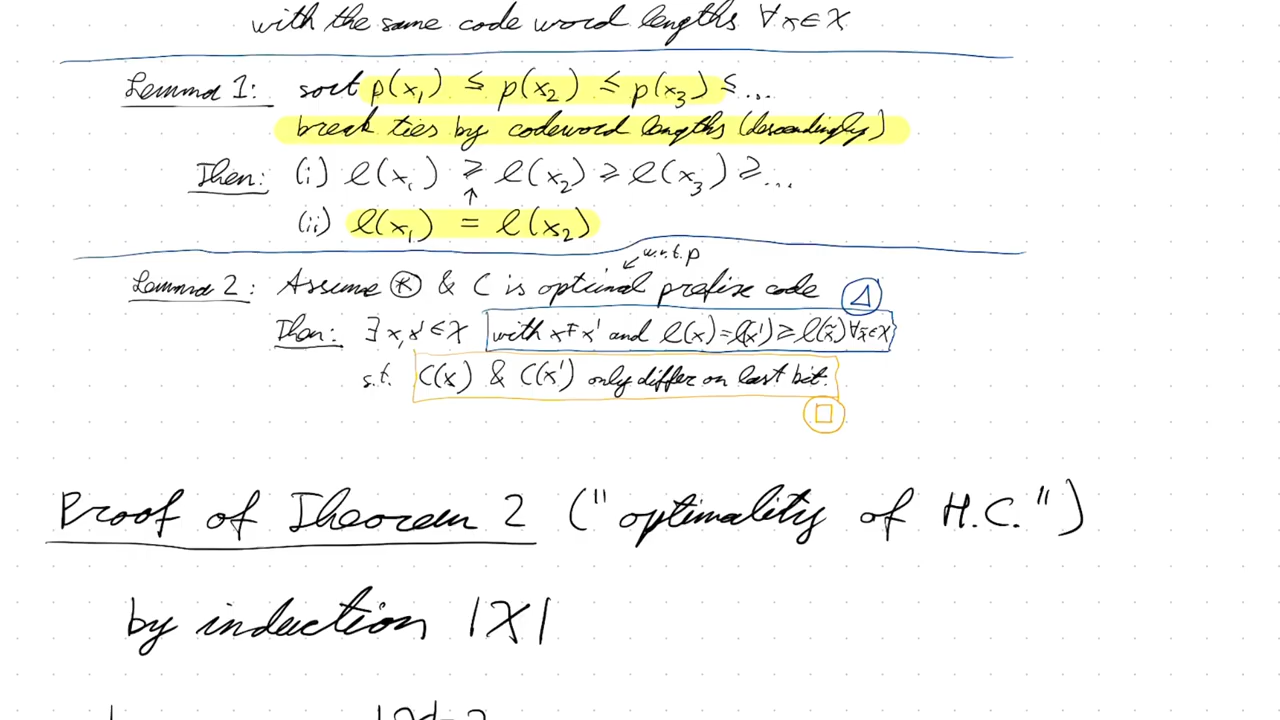 with the same code word lengths ∀ x ∈ X
Lemma 1: sort p(x₁) ≤ p(x₂) ≤ p(x₃) ≤ ...
break ties by codeword lengths (descendingly)
Then: (i) ℓ(x₁) ≥ ℓ(x₂) ≥ ℓ(x₃) ≥ ...
↑
(ii) ℓ(x₁) = ℓ(x₂)
w.r.t. p
Lemma 2: Assume ⊛ & C is optimal prefix code
Then: ∃ x, x' ∈ X with x ≠ x' and ℓ(x) = ℓ(x') ≥ ℓ(x̃) ∀ x̃ ∈ X
s.t. C(x) & C(x') only differ on last bit.
Proof of Theorem 2 ("optimality of H.C.")
by induction |X|
|X|=2